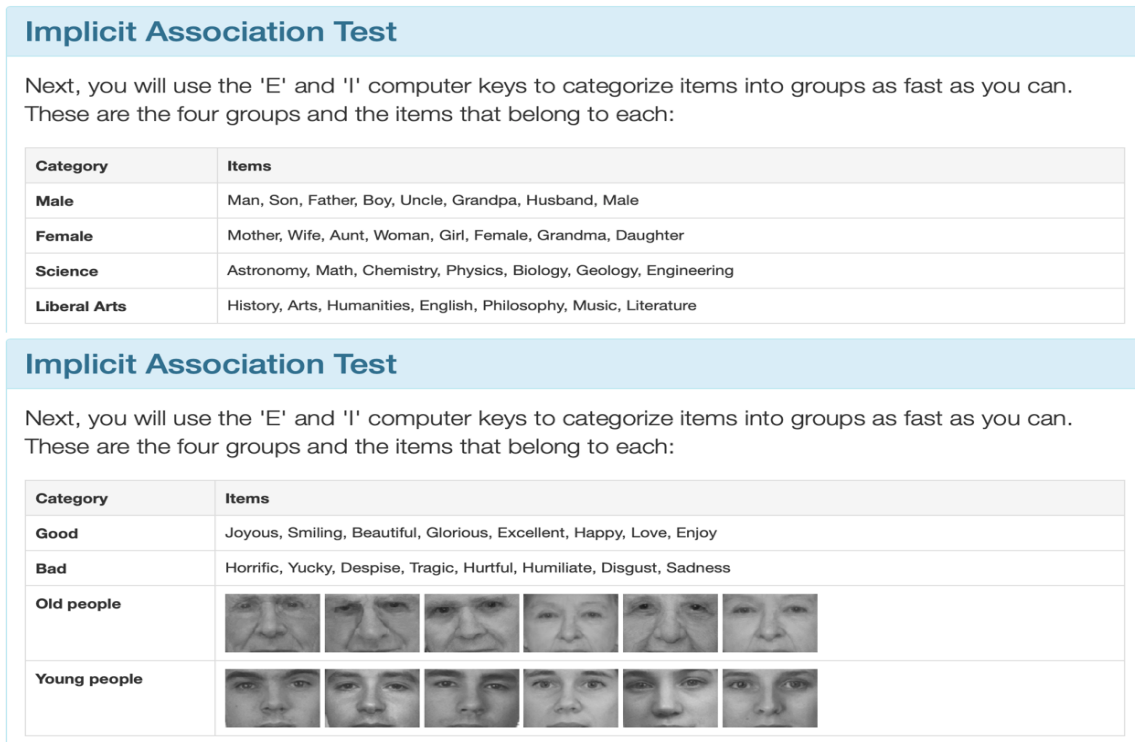 Implicit Association Test
Next, you will use the 'E' and 'I' computer keys to categorize items into groups as fast as you can.
These are the four groups and the items that belong to each:
Category Items
Male Man, Son, Father, Boy, Uncle, Grandpa, Husband, Male
Female Mother, Wife, Aunt, Woman, Girl, Female, Grandma, Daughter
Science Astronomy, Math, Chemistry, Physics, Biology, Geology, Engineering
Liberal Arts History, Arts, Humanities, English, Philosophy, Music, Literature
Implicit Association Test
Next, you will use the 'E' and 'I' computer keys to categorize items into groups as fast as you can.
These are the four groups and the items that belong to each:
Category Items
Good Joyous, Smiling, Beautiful, Glorious, Excellent, Happy, Love, Enjoy
Bad Horrific, Yucky, Despise, Tragic, Hurtful, Humiliate, Disgust, Sadness
Old people
Young people